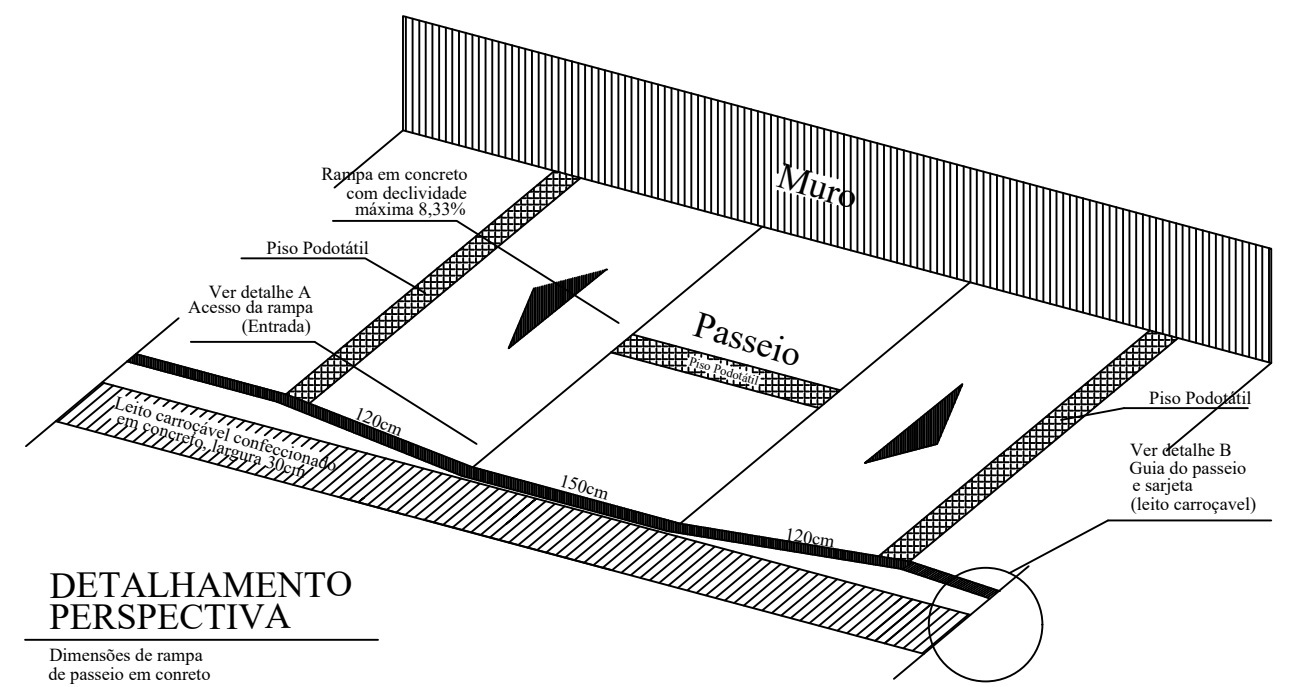 Muro
Rampa em concreto
com declividade
máxima 8,33%
Piso Podotátil
Ver detalhe A
Acesso da rampa
(Entrada)
Passeio
Piso Podotátil
Piso Podotátil
Leito carroçável confeccionado
em concreto, largura 30cm
120cm
150cm
120cm
Ver detalhe B
Guia do passeio
e sarjeta
(leito carroçavel)
DETALHAMENTO
PERSPECTIVA
Dimensões de rampa
de passeio em conreto